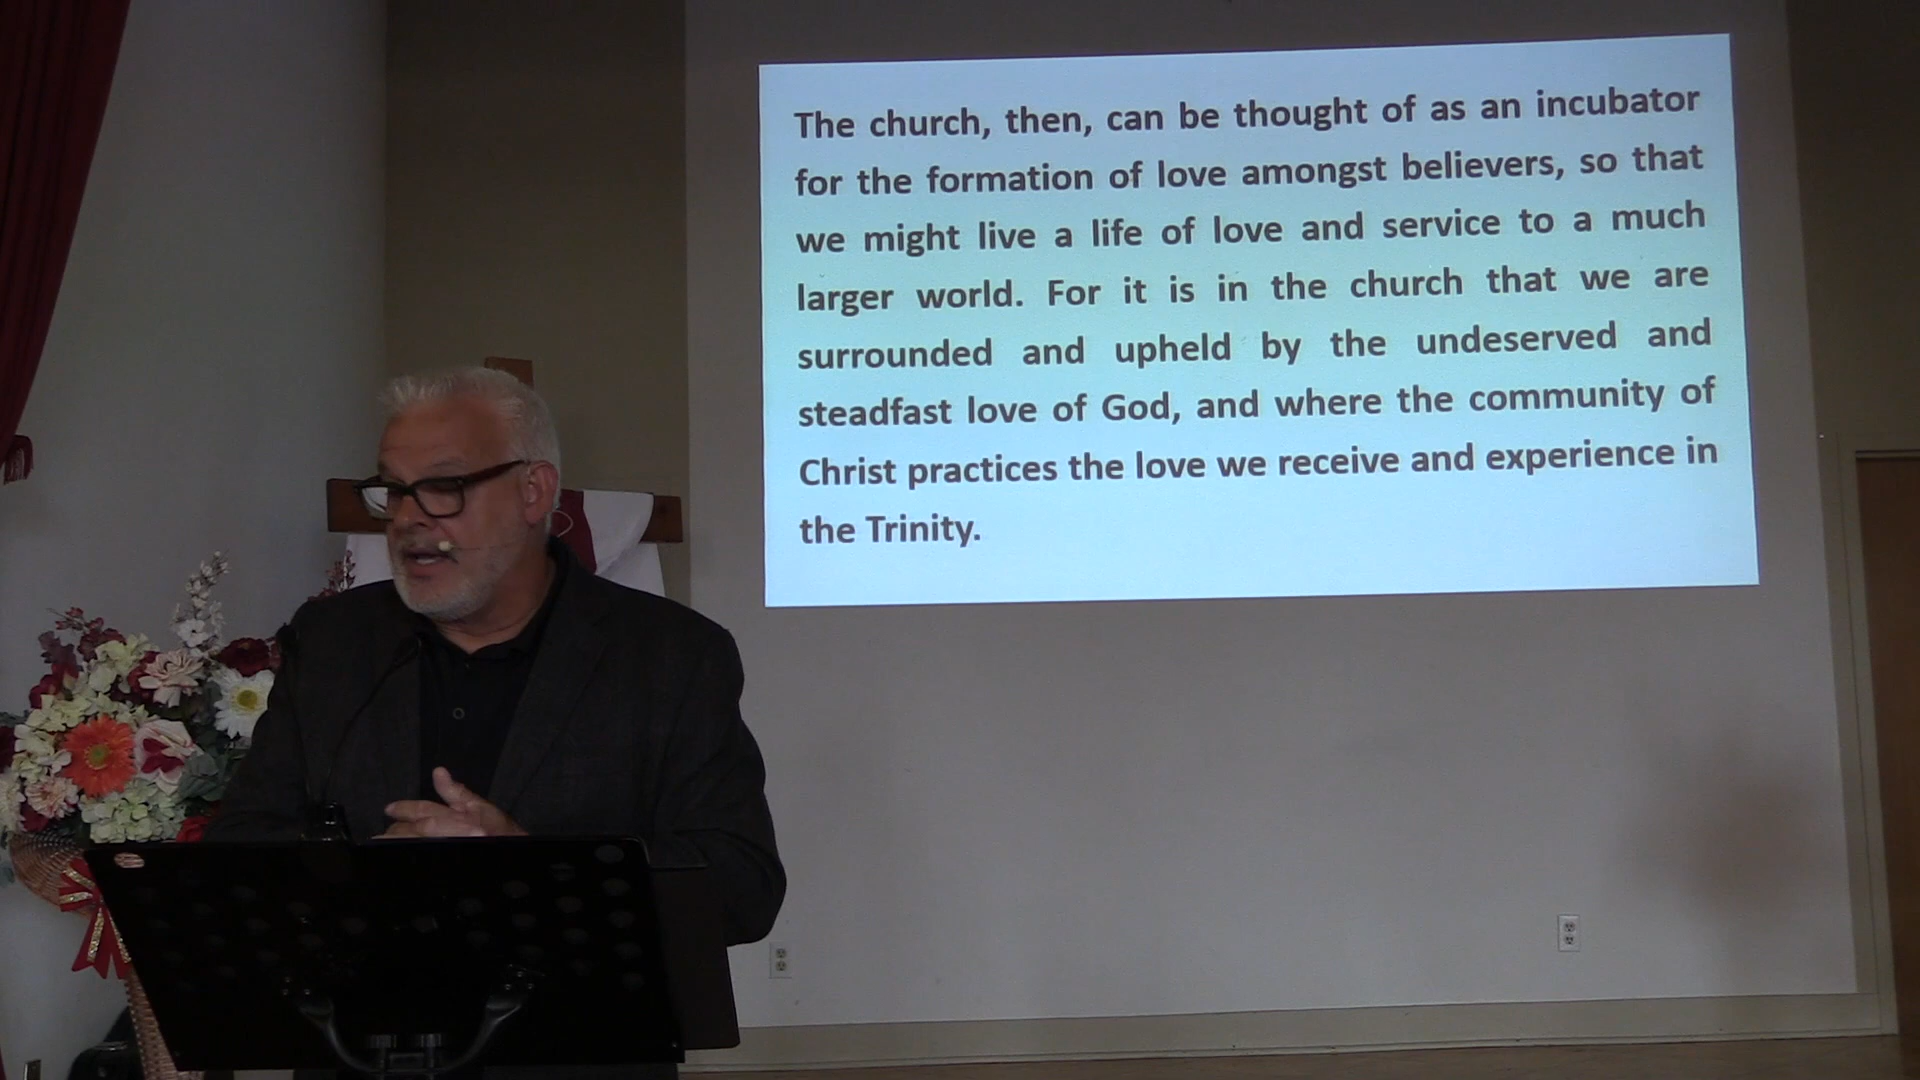 The church, then, can be thought of as an incubator
for the formation of love amongst believers, so that
we might live a life of love and service to a much
larger world. For it is in the church that we are
surrounded and upheld by the undeserved and
steadfast love of God, and where the community of
Christ practices the love we receive and experience in
the Trinity.